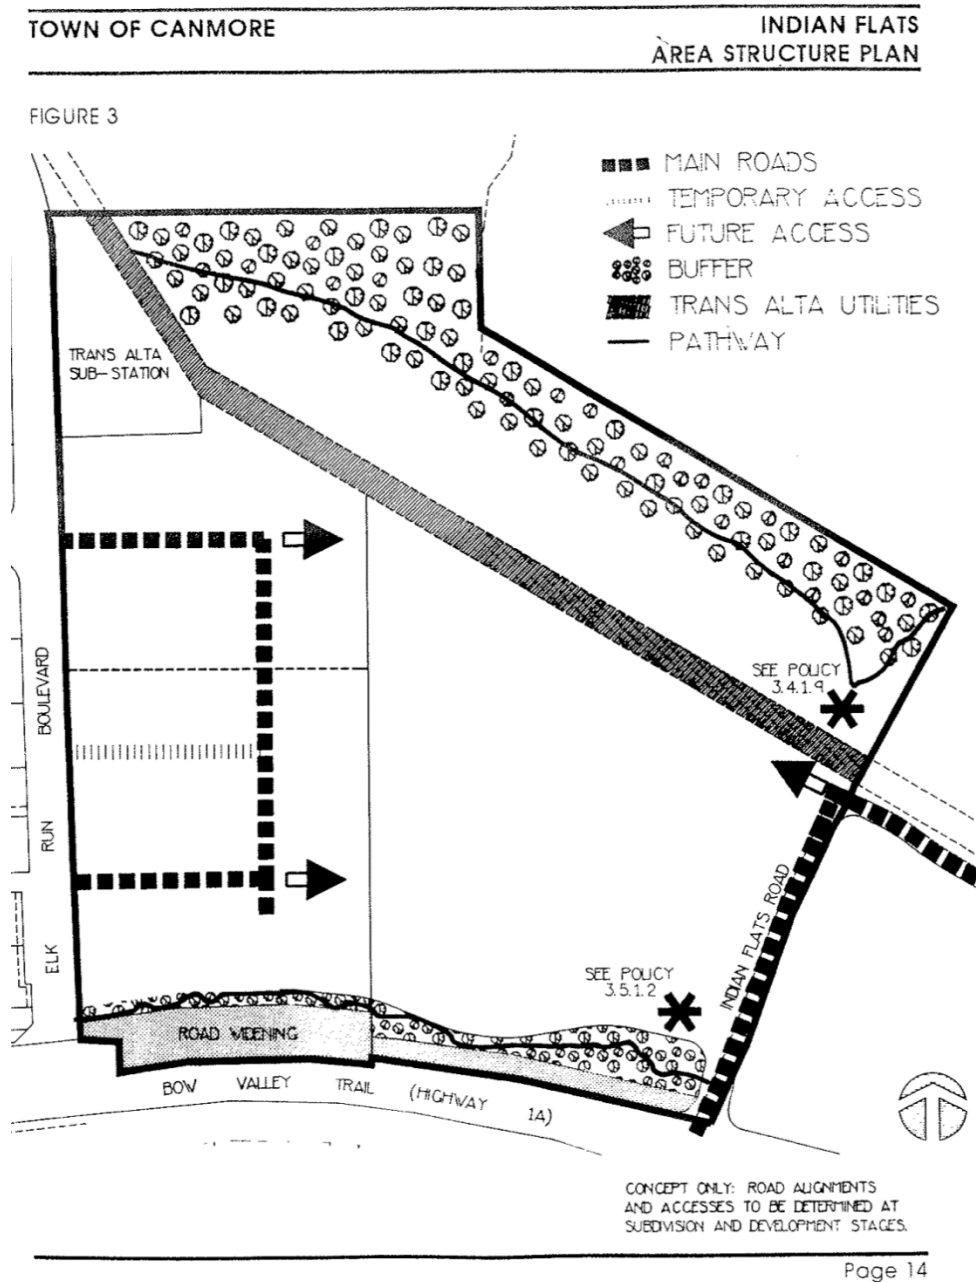 TOWN OF CANMORE
INDIAN FLATS
AREA STRUCTURE PLAN
FIGURE 3
MAIN ROADS
TEMPORARY ACCESS
FUTURE ACCESS
BUFFER
TRANS ALTA UTILITIES
PATHWAY
TRANS ALTA
SUB-STATION
SEE POLICY
3.4.1.9
ELK RUN BOULEVARD
INDIAN FLATS ROAD
SEE POLICY
3.5.1.2
ROAD WIDENING
BOW VALLEY TRAIL (HIGHWAY 1A)
CONCEPT ONLY: ROAD ALIGNMENTS
AND ACCESSES TO BE DETERMINED AT
SUBDIVISION AND DEVELOPMENT STAGES.
Page 14